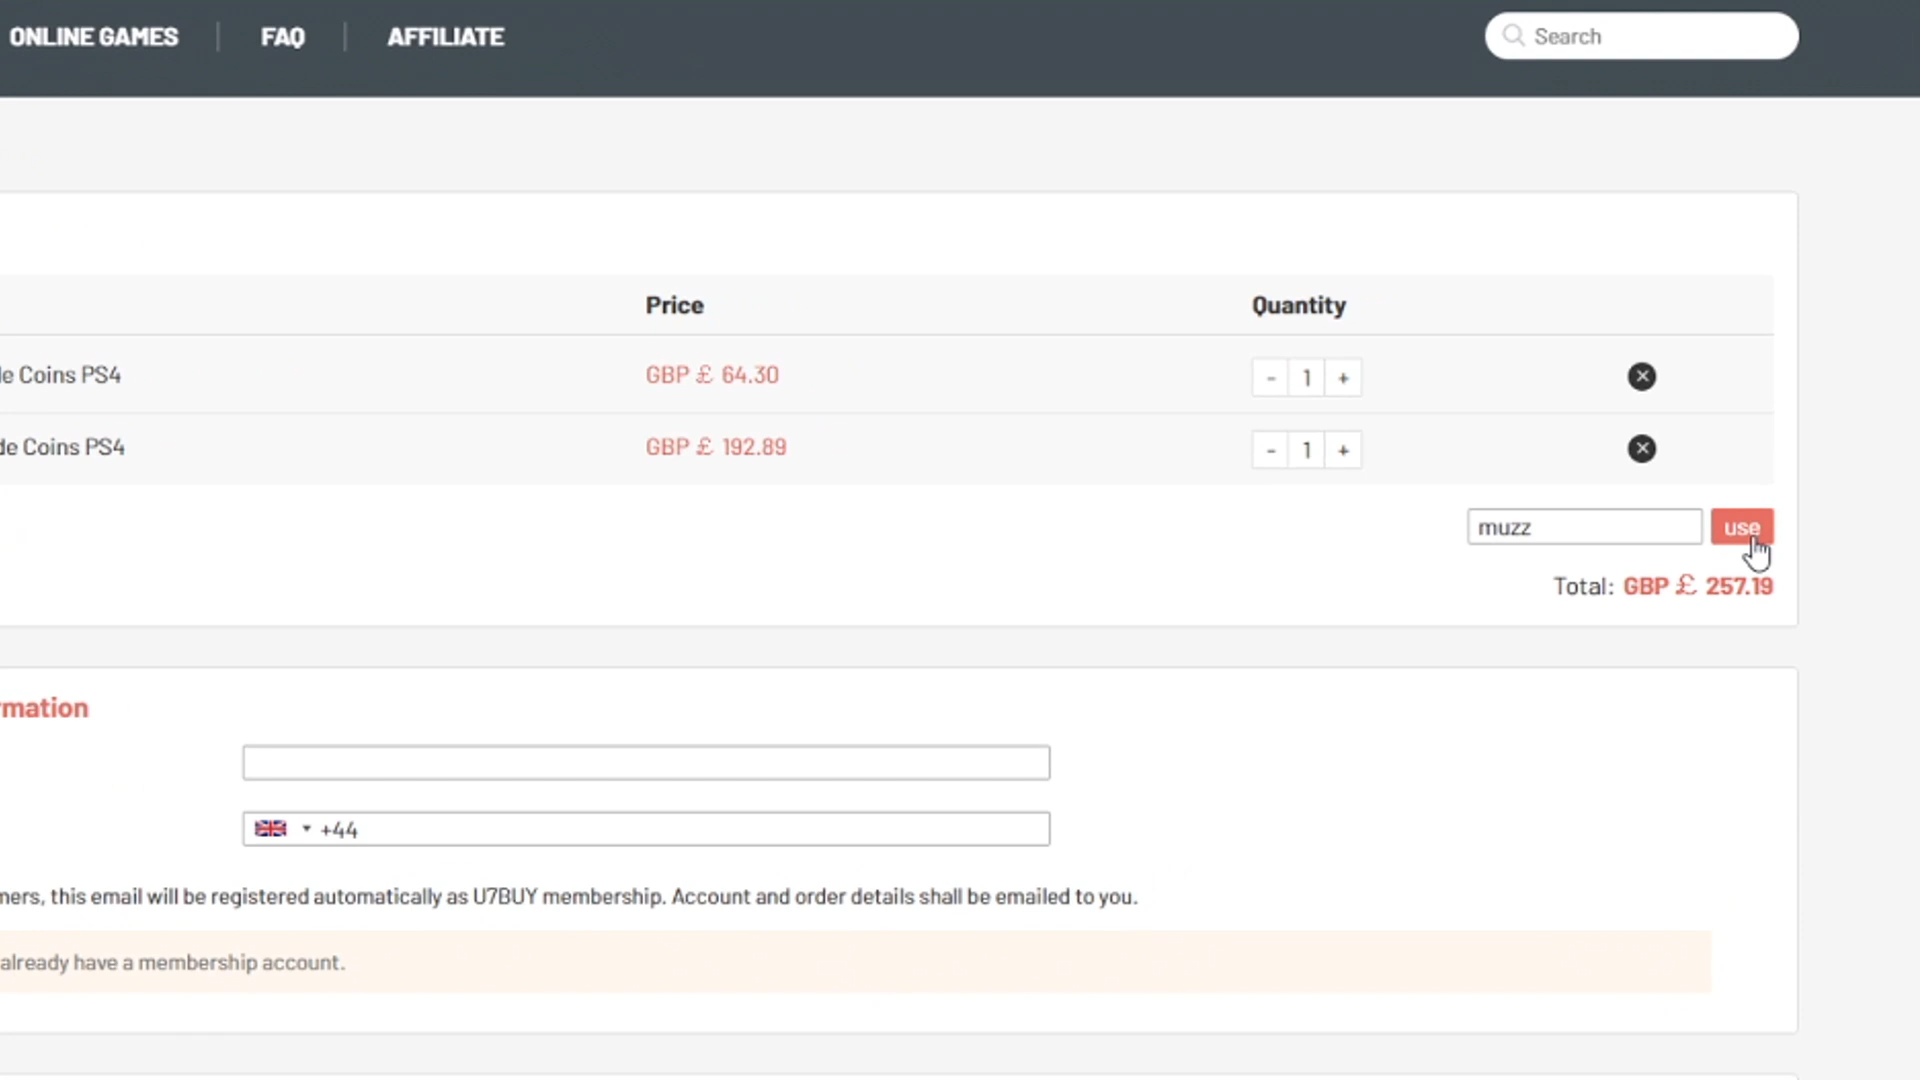 ONLINE GAMES FAQ AFFILIATE Search
Price Quantity
le Coins PS4 GBP £ 64.30 - 1 +
de Coins PS4 GBP £ 192.89 - 1 +
muzz use
Total: GBP £ 257.19
rmation
+44
mers, this email will be registered automatically as U7BUY membership. Account and order details shall be emailed to you.
already have a membership account.